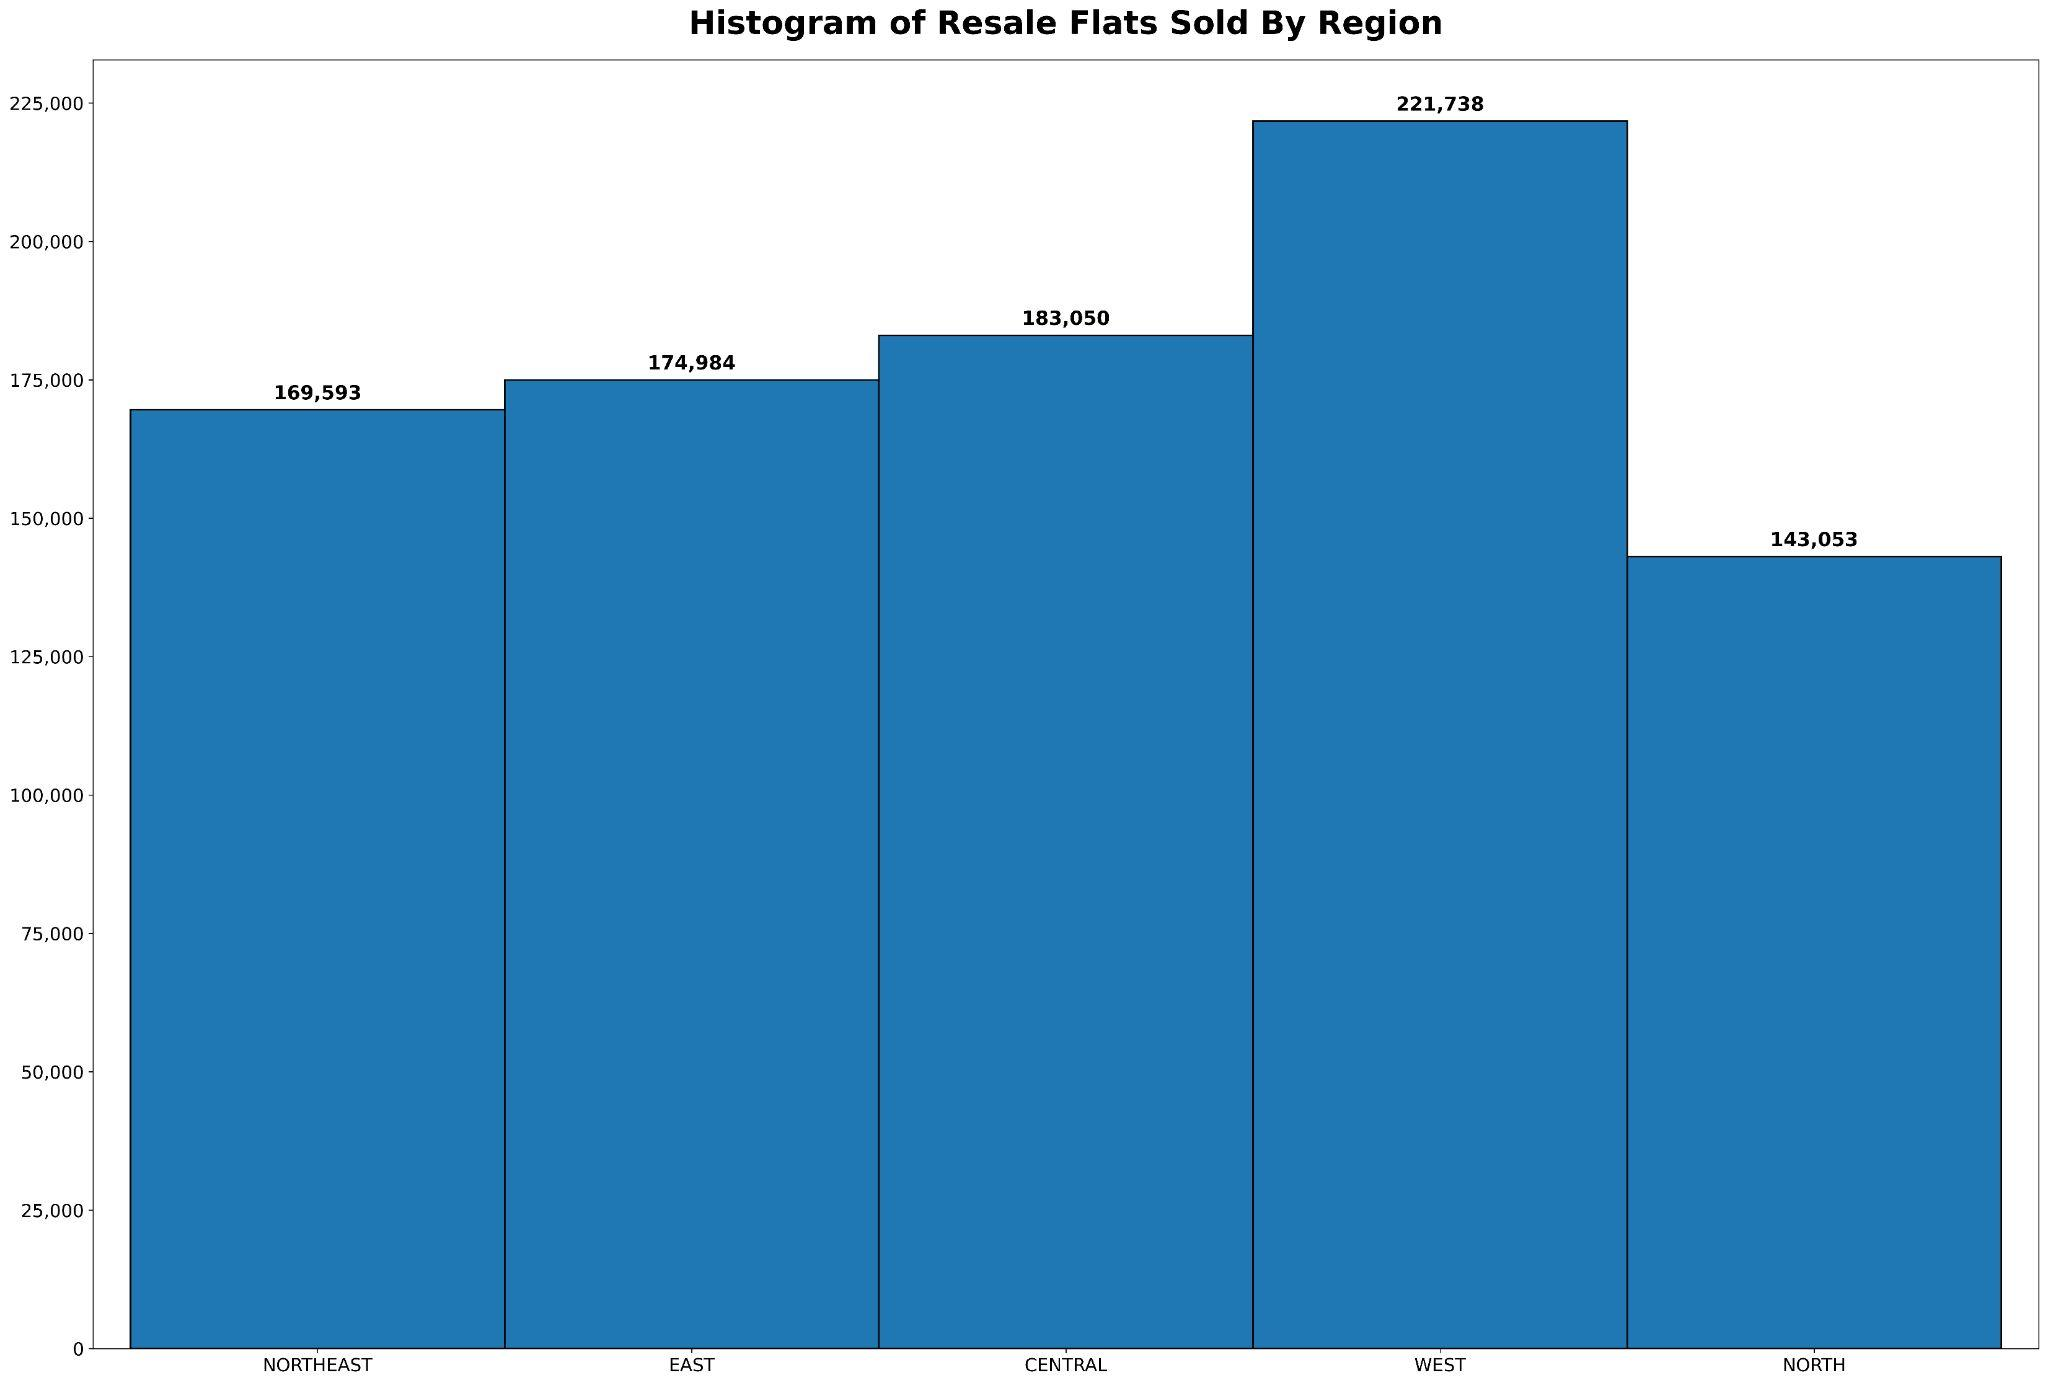 Histogram of Resale Flats Sold By Region
225,000
200,000
175,000
150,000
125,000
100,000
75,000
50,000
25,000
0
169,593
174,984
183,050
221,738
143,053
NORTHEAST
EAST
CENTRAL
WEST
NORTH